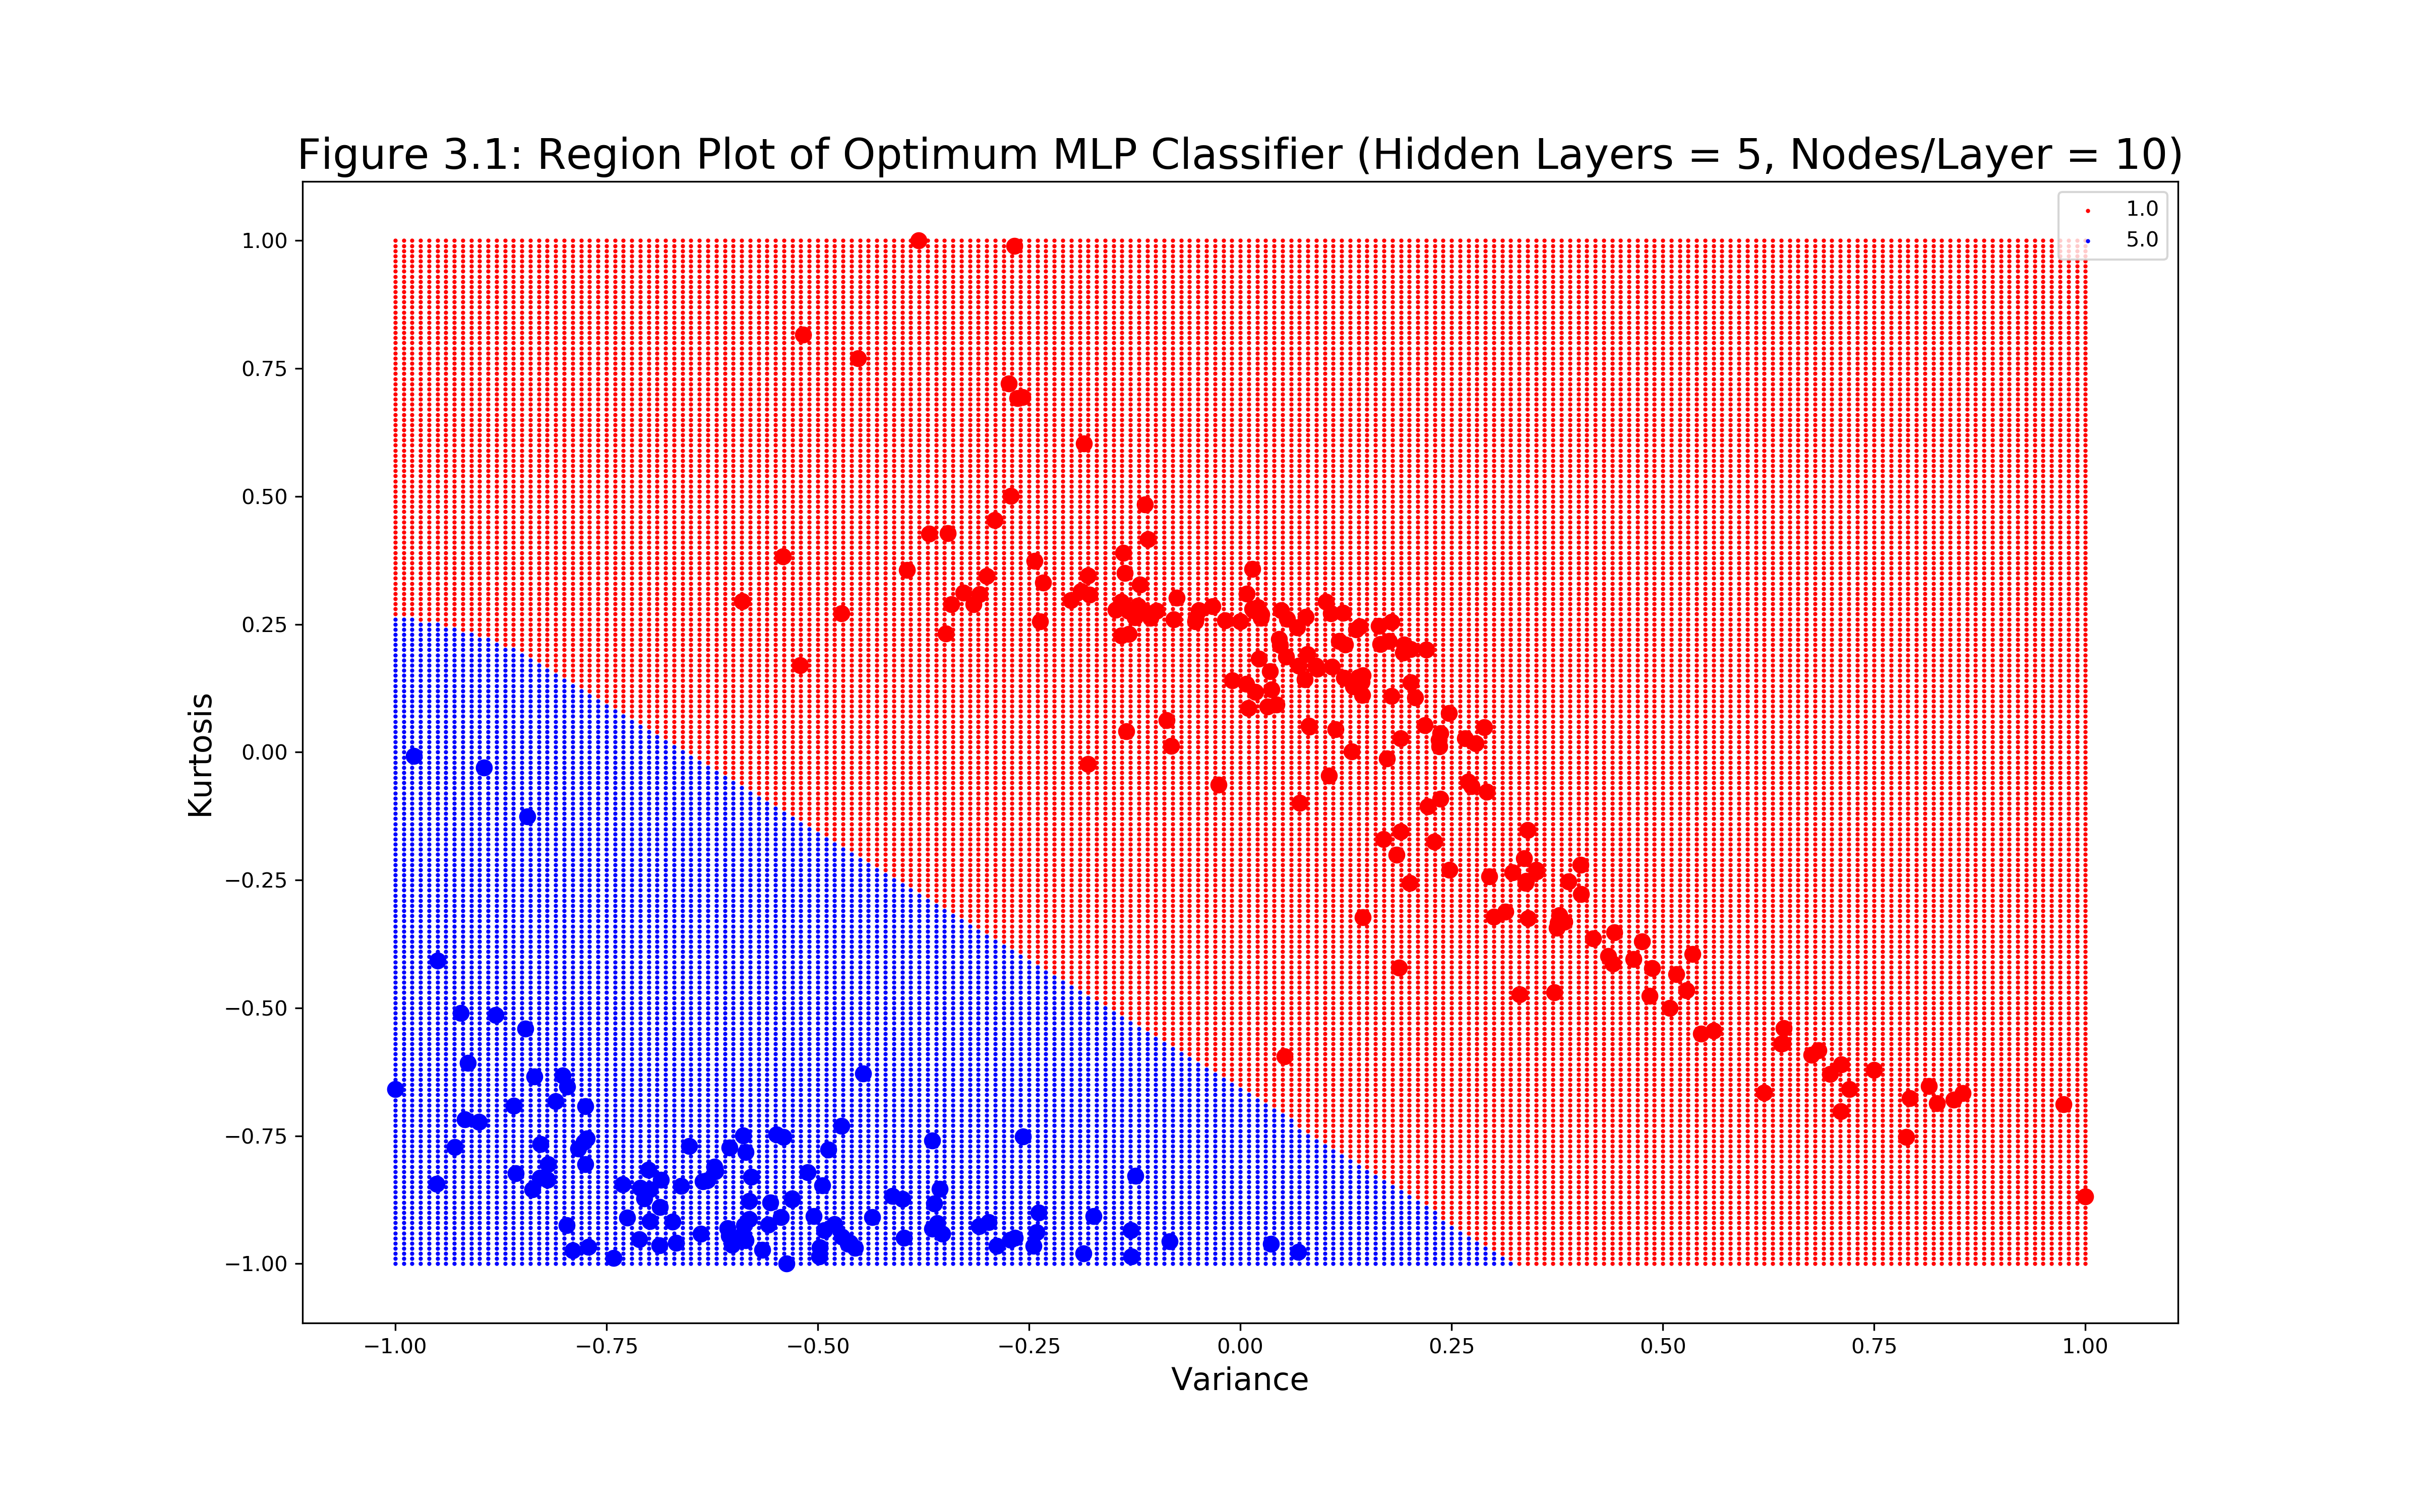 Figure 3.1: Region Plot of Optimum MLP Classifier (Hidden Layers = 5, Nodes/Layer = 10)
1.0
5.0
1.00
0.75
0.50
0.25
0.00
−0.25
−0.50
−0.75
−1.00
Kurtosis
−1.00 −0.75 −0.50 −0.25 0.00 0.25 0.50 0.75 1.00
Variance